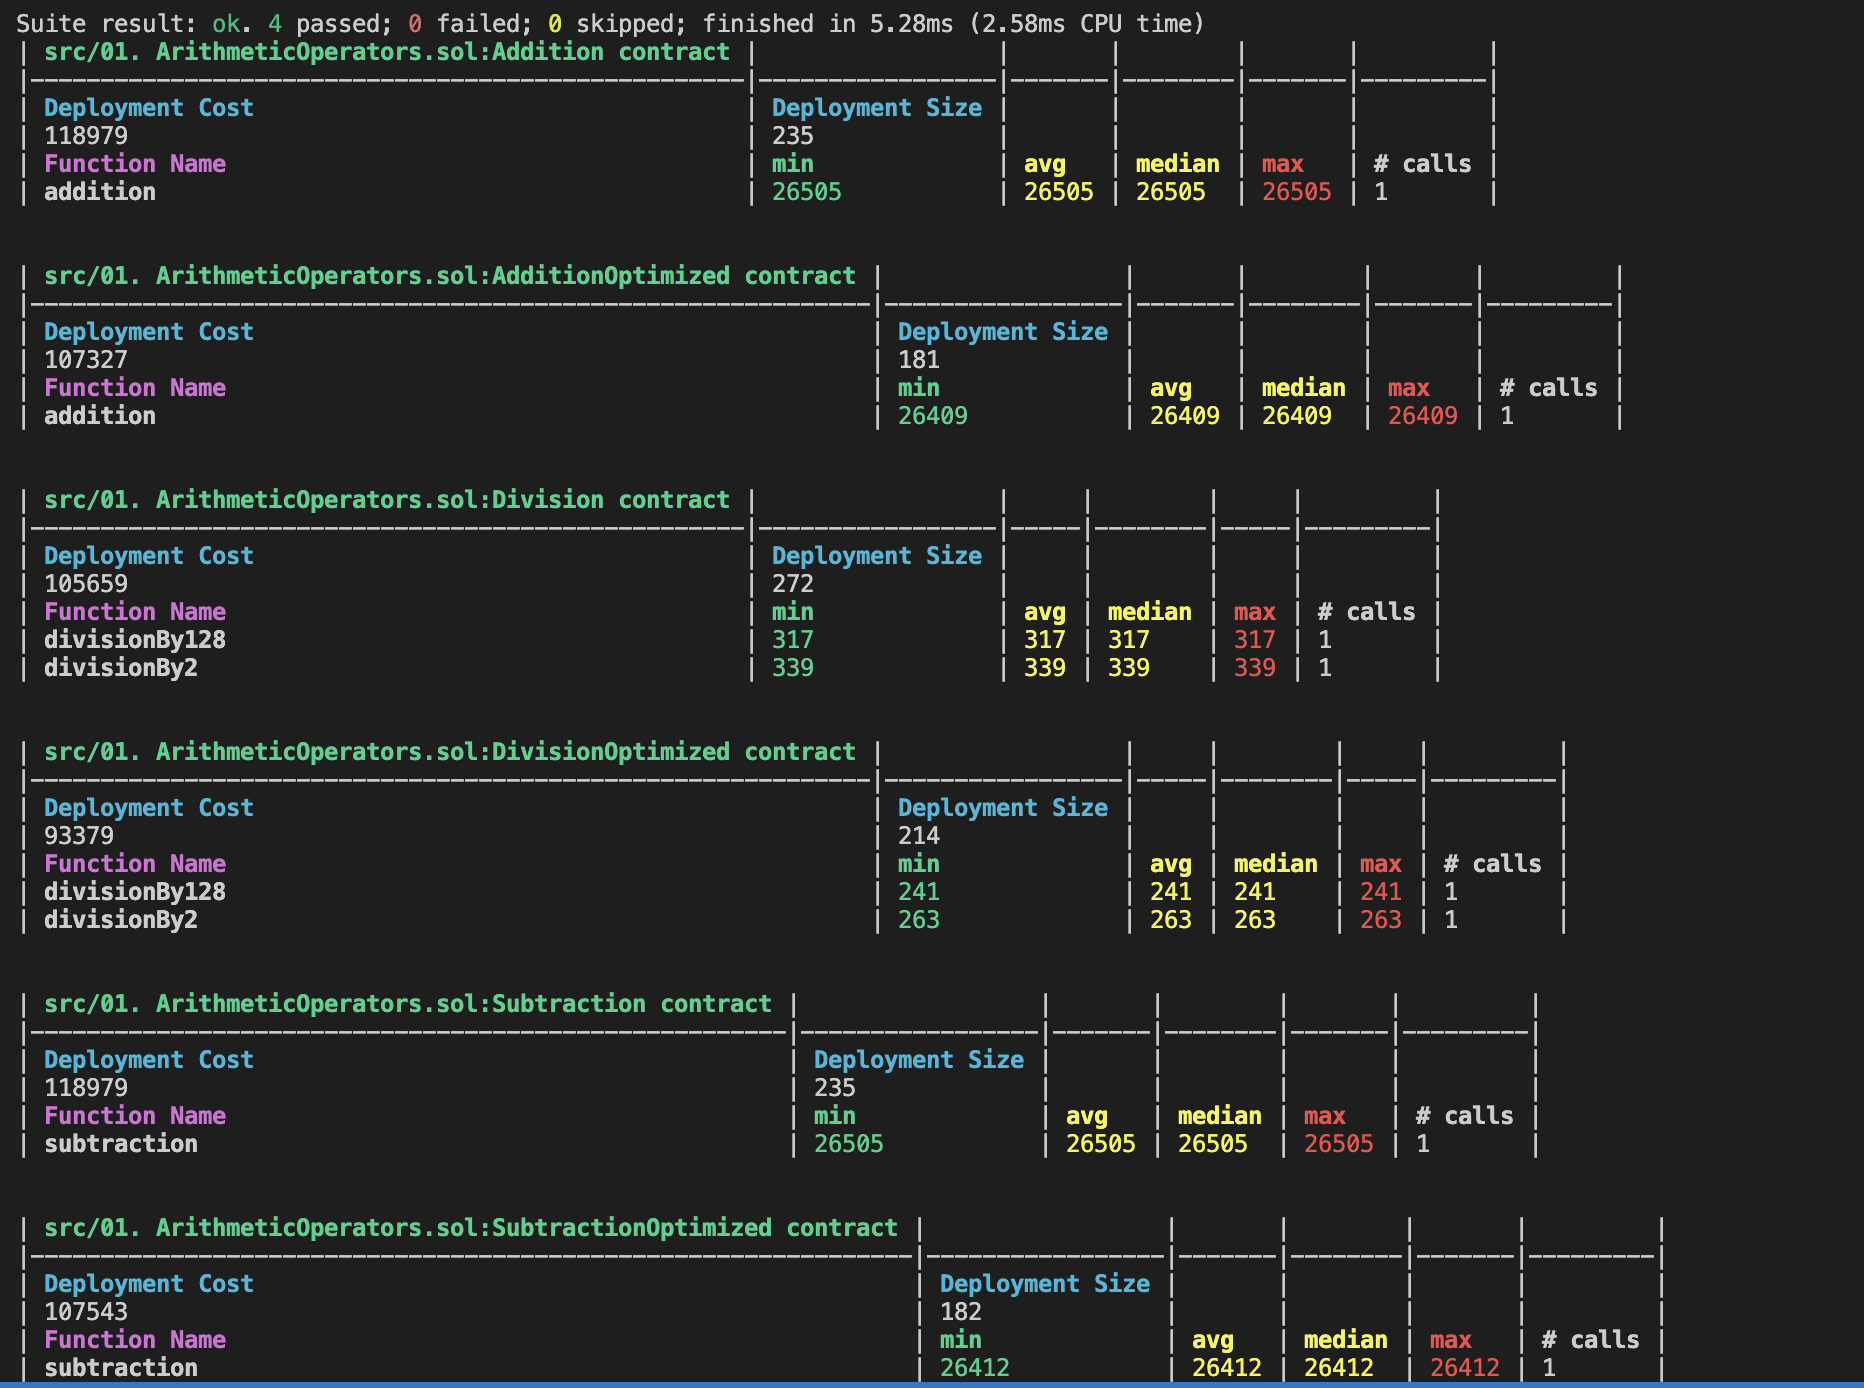 Suite result: ok. 4 passed; 0 failed; 0 skipped; finished in 5.28ms (2.58ms CPU time)
| src/01. ArithmeticOperators.sol:Addition contract | | | | | |
|---------------------------------------------------|-----------------|-------|--------|-------|---------|
| Deployment Cost | Deployment Size | | | | |
| 118979 | 235 | | | | |
| Function Name | min | avg | median | max | # calls |
| addition | 26505 | 26505 | 26505 | 26505 | 1 |
| src/01. ArithmeticOperators.sol:AdditionOptimized contract | | | | | |
|------------------------------------------------------------|-----------------|-------|--------|-------|---------|
| Deployment Cost | Deployment Size | | | | |
| 107327 | 181 | | | | |
| Function Name | min | avg | median | max | # calls |
| addition | 26409 | 26409 | 26409 | 26409 | 1 |
| src/01. ArithmeticOperators.sol:Division contract | | | | | |
|---------------------------------------------------|-----------------|-----|--------|-----|---------|
| Deployment Cost | Deployment Size | | | | |
| 105659 | 272 | | | | |
| Function Name | min | avg | median | max | # calls |
| divisionBy128 | 317 | 317 | 317 | 317 | 1 |
| divisionBy2 | 339 | 339 | 339 | 339 | 1 |
| src/01. ArithmeticOperators.sol:DivisionOptimized contract | | | | | |
|------------------------------------------------------------|-----------------|-----|--------|-----|---------|
| Deployment Cost | Deployment Size | | | | |
| 93379 | 214 | | | | |
| Function Name | min | avg | median | max | # calls |
| divisionBy128 | 241 | 241 | 241 | 241 | 1 |
| divisionBy2 | 263 | 263 | 263 | 263 | 1 |
| src/01. ArithmeticOperators.sol:Subtraction contract | | | | | |
|------------------------------------------------------|-----------------|-------|--------|-------|---------|
| Deployment Cost | Deployment Size | | | | |
| 118979 | 235 | | | | |
| Function Name | min | avg | median | max | # calls |
| subtraction | 26505 | 26505 | 26505 | 26505 | 1 |
| src/01. ArithmeticOperators.sol:SubtractionOptimized contract | | | | | |
|---------------------------------------------------------------|-----------------|-------|--------|-------|---------|
| Deployment Cost | Deployment Size | | | | |
| 107543 | 182 | | | | |
| Function Name | min | avg | median | max | # calls |
| subtraction | 26412 | 26412 | 26412 | 26412 | 1 |